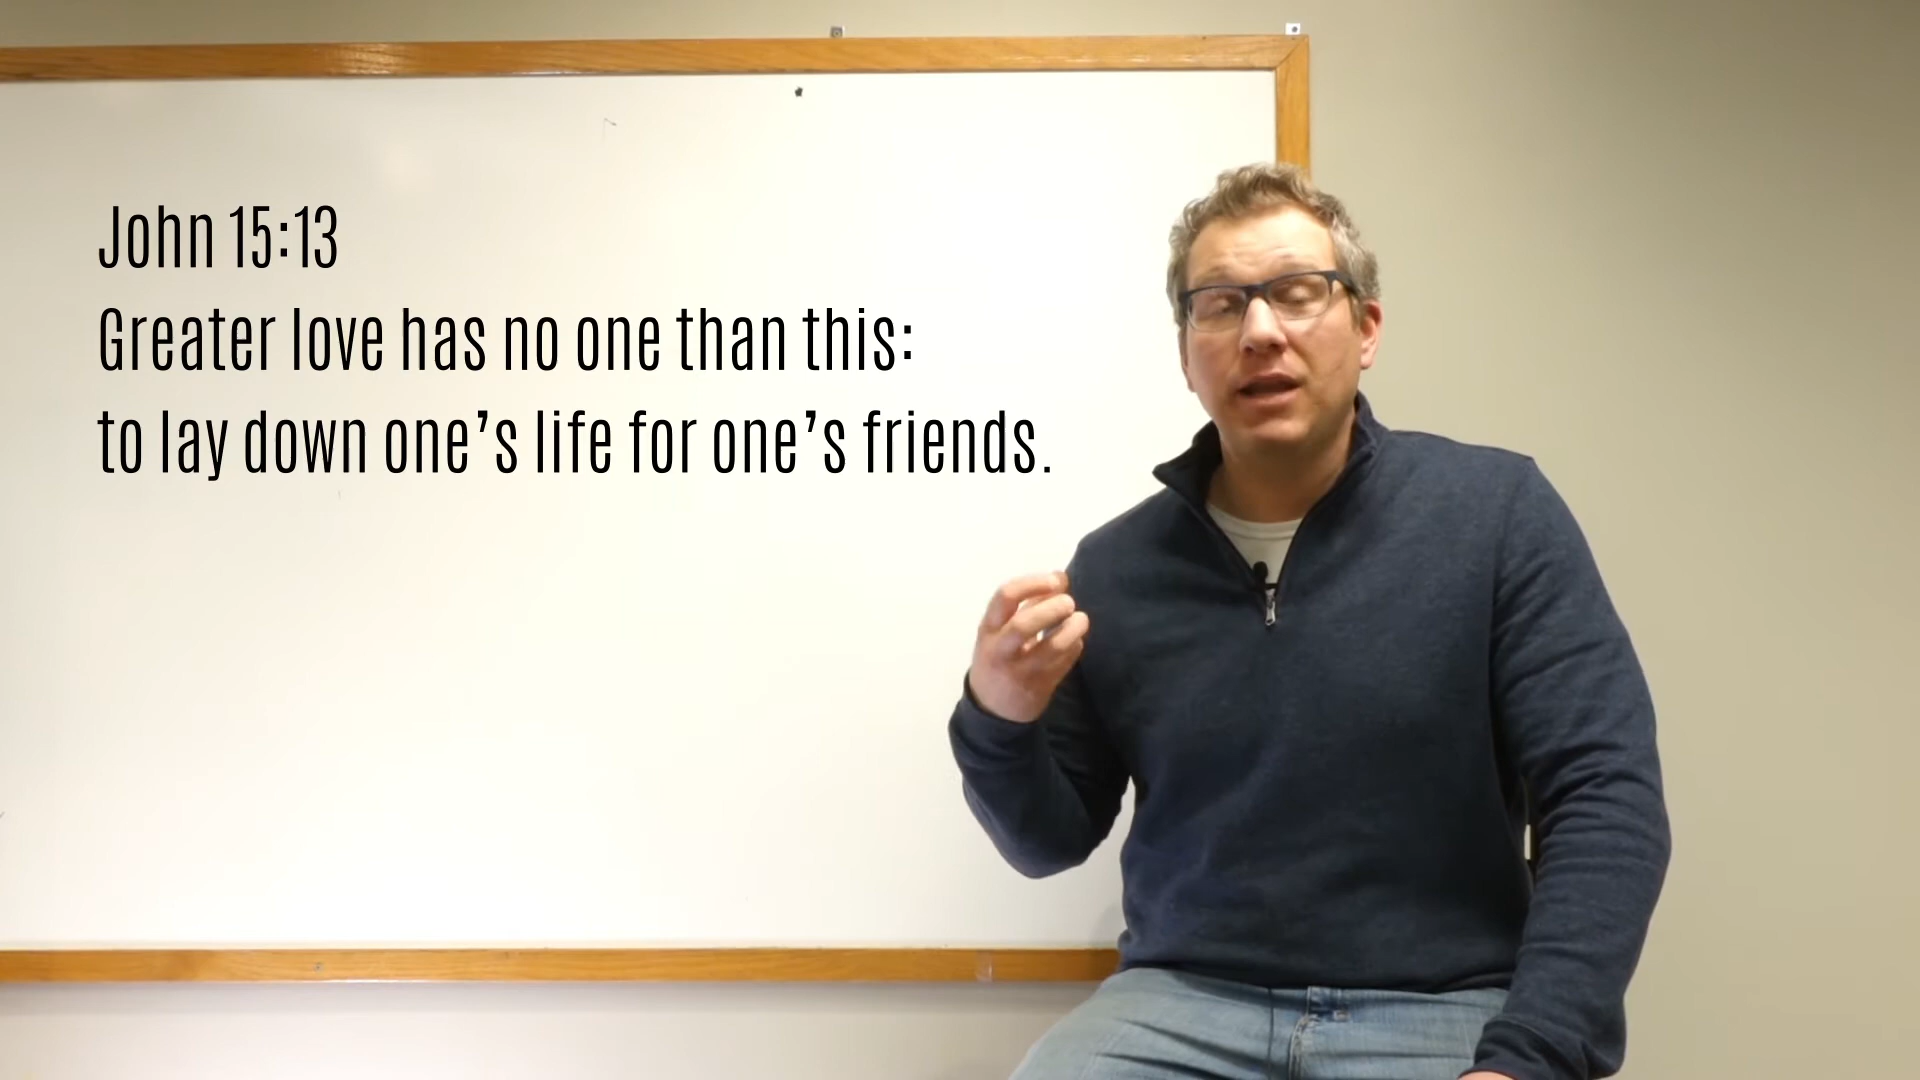 John 15:13
Greater love has no one than this:
to lay down one’s life for one’s friends.